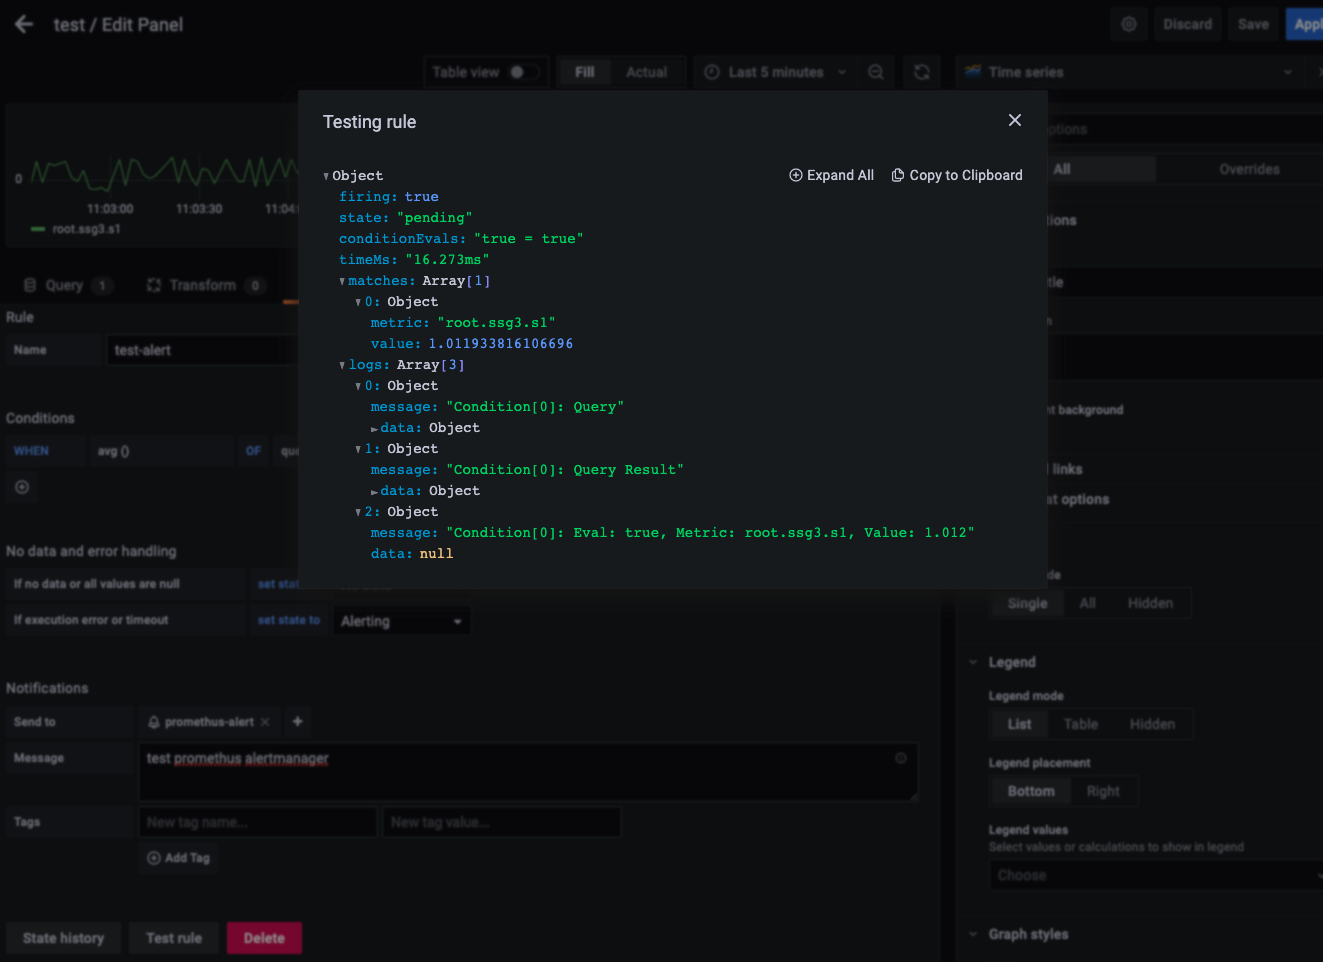 test / Edit Panel
Discard
Save
Appl
Table view
Fill
Actual
Last 5 minutes
Time series
Testing rule
Object
Expand All
Copy to Clipboard
firing: true
state: "pending"
conditionEvals: "true = true"
timeMs: "16.273ms"
matches: Array[1]
0: Object
metric: "root.ssg3.s1"
value: 1.011933816106696
logs: Array[3]
0: Object
message: "Condition[0]: Query"
data: Object
1: Object
message: "Condition[0]: Query Result"
data: Object
2: Object
message: "Condition[0]: Eval: true, Metric: root.ssg3.s1, Value: 1.012"
data: null
0
11:03:00
11:03:30
11:04:
root.ssg3.s1
Query 1
Transform 0
Rule
Name
test-alert
Conditions
WHEN
avg ()
OF
que
No data and error handling
If no data or all values are null
set stat
If execution error or timeout
set state to
Alerting
Notifications
Send to
promethus-alert
Message
test promethus alertmanager
Tags
New tag name...
New tag value...
Add Tag
State history
Test rule
Delete
ptions
All
Overrides
ions
tle
nt background
l links
at options
de
Single
All
Hidden
Legend
Legend mode
List
Table
Hidden
Legend placement
Bottom
Right
Legend values
Select values or calculations to show in legend
Choose
Graph styles